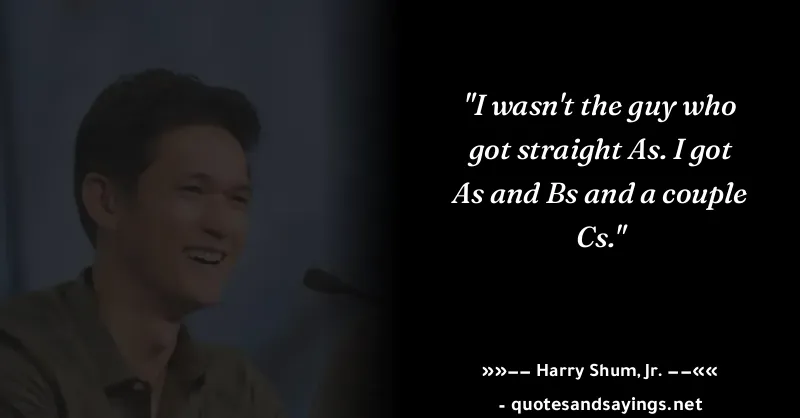 "I wasn't the guy who
got straight As. I got
As and Bs and a couple
Cs."
»»−− Harry Shum, Jr. −−««
- quotesandsayings.net